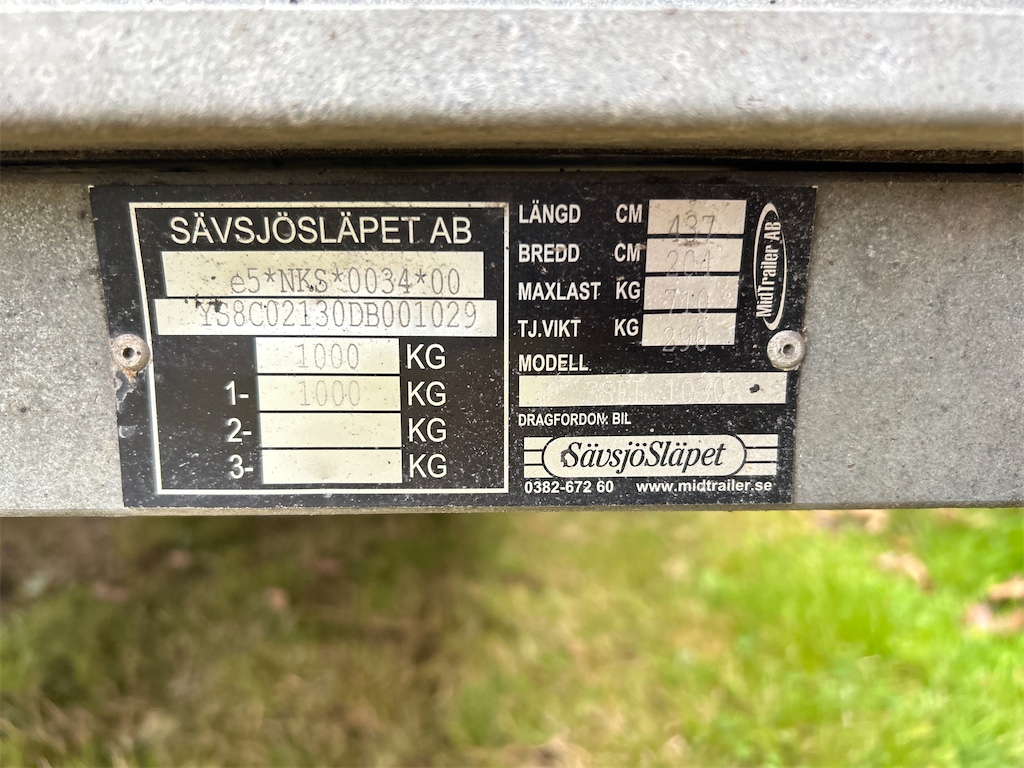 SÄVSJÖSLÄPET AB
e5*NKS*0034*00
YS8C02130DB001029
1000 KG
1- 1000 KG
2- KG
3- KG
LÄNGD CM 437
BREDD CM 204
MAXLAST KG 710
TJ.VIKT KG 290
MODELL
DRAGFORDON: BIL
SävsjöSläpet
0382-672 60 www.midtrailer.se
MidTrailer AB